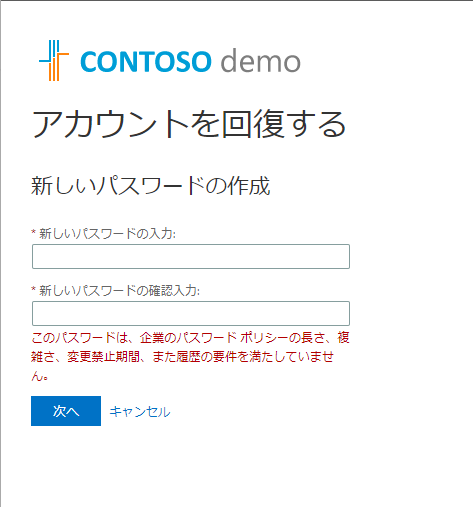 CONTOSO demo
アカウントを回復する
新しいパスワードの作成
* 新しいパスワードの入力:
* 新しいパスワードの確認入力:
このパスワードは、企業のパスワード ポリシーの長さ、複
雑さ、変更禁止期間、また履歴の要件を満たしていませ
ん。
次へ キャンセル